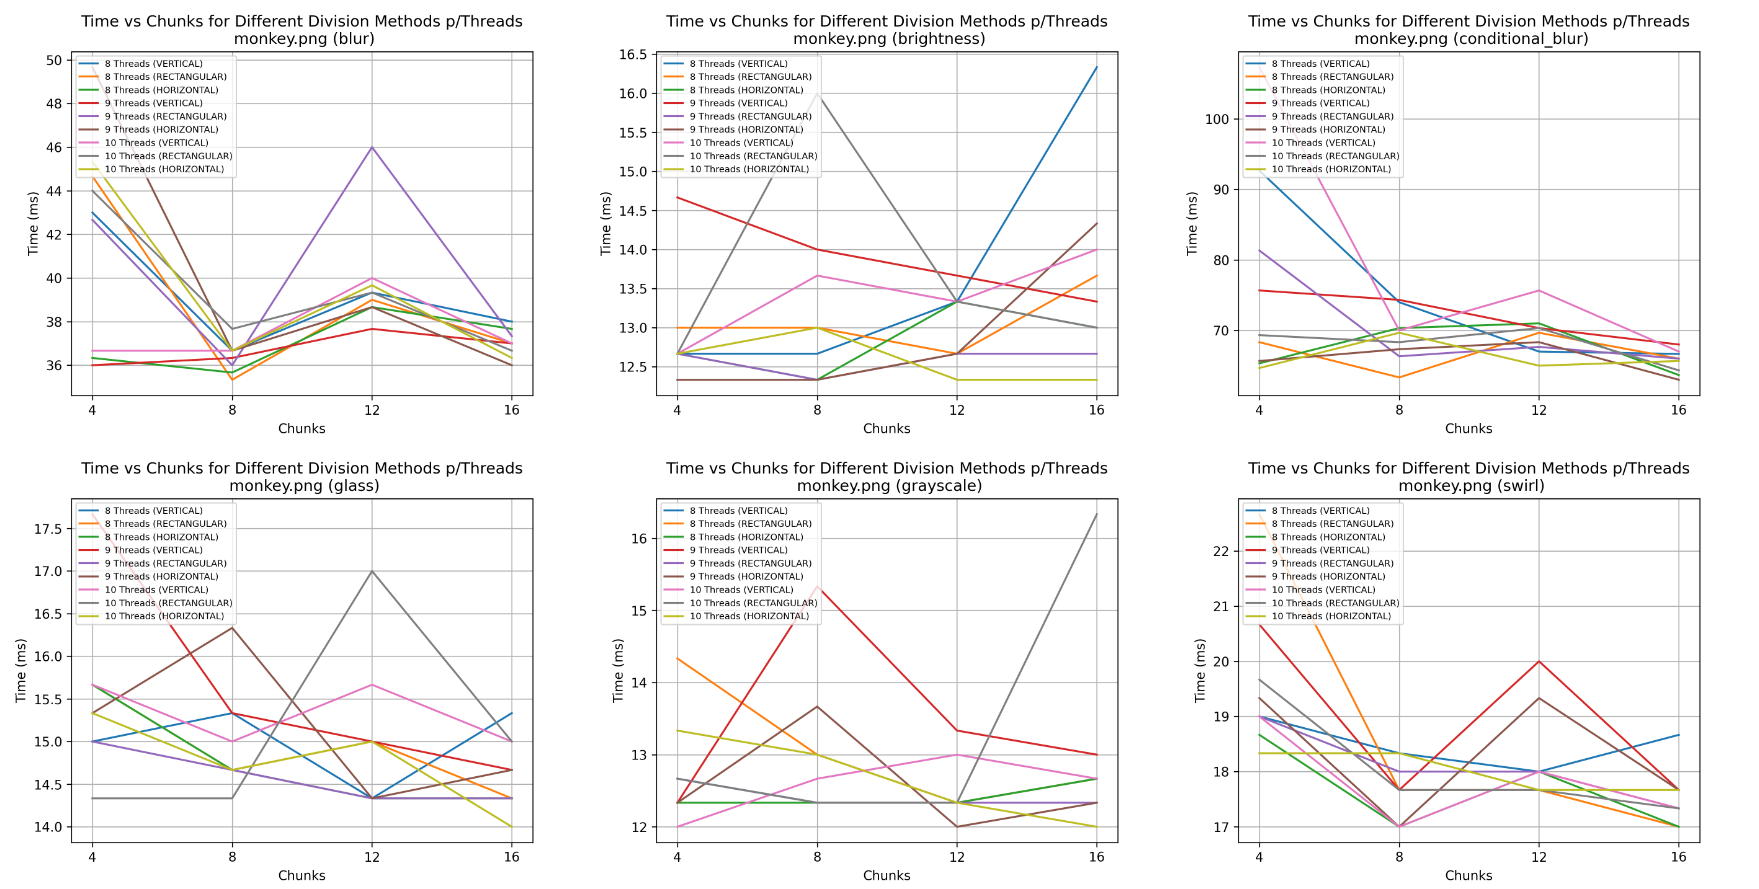 Time vs Chunks for Different Division Methods p/Threads
monkey.png (blur)
50
48
46
44
42
40
38
36
Time (ms)
8 Threads (VERTICAL)
8 Threads (RECTANGULAR)
8 Threads (HORIZONTAL)
9 Threads (VERTICAL)
9 Threads (RECTANGULAR)
9 Threads (HORIZONTAL)
10 Threads (VERTICAL)
10 Threads (RECTANGULAR)
10 Threads (HORIZONTAL)
4 8 12 16
Chunks
Time vs Chunks for Different Division Methods p/Threads
monkey.png (brightness)
16.5
16.0
15.5
15.0
14.5
14.0
13.5
13.0
12.5
Time (ms)
8 Threads (VERTICAL)
8 Threads (RECTANGULAR)
8 Threads (HORIZONTAL)
9 Threads (VERTICAL)
9 Threads (RECTANGULAR)
9 Threads (HORIZONTAL)
10 Threads (VERTICAL)
10 Threads (RECTANGULAR)
10 Threads (HORIZONTAL)
4 8 12 16
Chunks
Time vs Chunks for Different Division Methods p/Threads
monkey.png (conditional_blur)
100
90
80
70
Time (ms)
8 Threads (VERTICAL)
8 Threads (RECTANGULAR)
8 Threads (HORIZONTAL)
9 Threads (VERTICAL)
9 Threads (RECTANGULAR)
9 Threads (HORIZONTAL)
10 Threads (VERTICAL)
10 Threads (RECTANGULAR)
10 Threads (HORIZONTAL)
4 8 12 16
Chunks
Time vs Chunks for Different Division Methods p/Threads
monkey.png (glass)
17.5
17.0
16.5
16.0
15.5
15.0
14.5
14.0
Time (ms)
8 Threads (VERTICAL)
8 Threads (RECTANGULAR)
8 Threads (HORIZONTAL)
9 Threads (VERTICAL)
9 Threads (RECTANGULAR)
9 Threads (HORIZONTAL)
10 Threads (VERTICAL)
10 Threads (RECTANGULAR)
10 Threads (HORIZONTAL)
4 8 12 16
Chunks
Time vs Chunks for Different Division Methods p/Threads
monkey.png (grayscale)
16
15
14
13
12
Time (ms)
8 Threads (VERTICAL)
8 Threads (RECTANGULAR)
8 Threads (HORIZONTAL)
9 Threads (VERTICAL)
9 Threads (RECTANGULAR)
9 Threads (HORIZONTAL)
10 Threads (VERTICAL)
10 Threads (RECTANGULAR)
10 Threads (HORIZONTAL)
4 8 12 16
Chunks
Time vs Chunks for Different Division Methods p/Threads
monkey.png (swirl)
22
21
20
19
18
17
Time (ms)
8 Threads (VERTICAL)
8 Threads (RECTANGULAR)
8 Threads (HORIZONTAL)
9 Threads (VERTICAL)
9 Threads (RECTANGULAR)
9 Threads (HORIZONTAL)
10 Threads (VERTICAL)
10 Threads (RECTANGULAR)
10 Threads (HORIZONTAL)
4 8 12 16
Chunks